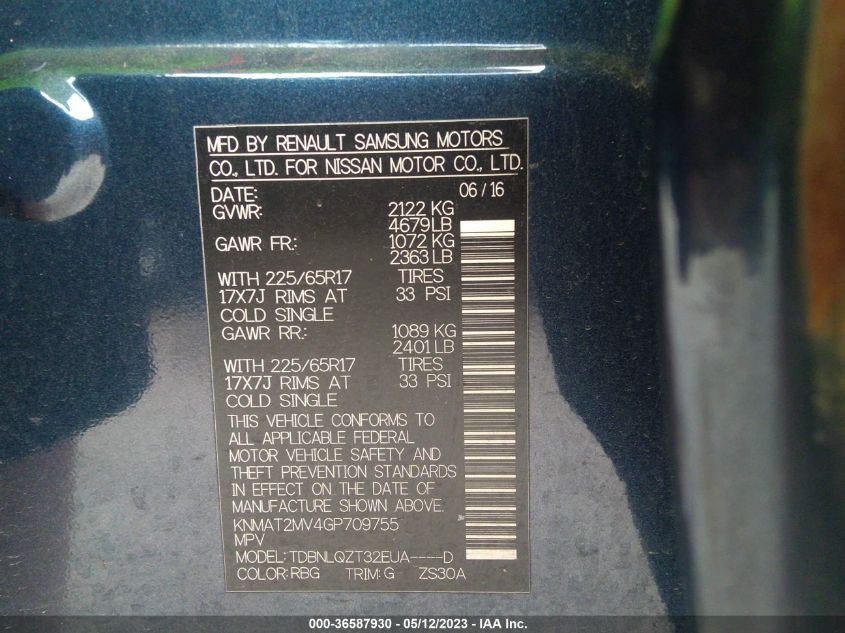 MFD BY RENAULT SAMSUNG MOTORS
CO., LTD. FOR NISSAN MOTOR CO., LTD.
DATE: 06 / 16
GVWR: 2122 KG
4679 LB
GAWR FR: 1072 KG
2363 LB
WITH 225/65R17 TIRES
17X7J RIMS AT 33 PSI
COLD SINGLE
GAWR RR: 1089 KG
2401 LB
WITH 225/65R17 TIRES
17X7J RIMS AT 33 PSI
COLD SINGLE
THIS VEHICLE CONFORMS TO
ALL APPLICABLE FEDERAL
MOTOR VEHICLE SAFETY AND
THEFT PREVENTION STANDARDS
IN EFFECT ON THE DATE OF
MANUFACTURE SHOWN ABOVE.
KNMAT2MV4GP709755
MPV
MODEL: TDBNLQZT32EUA----D
COLOR: RBG TRIM: G ZS30A
000-36587930 - 05/12/2023 - IAA Inc.